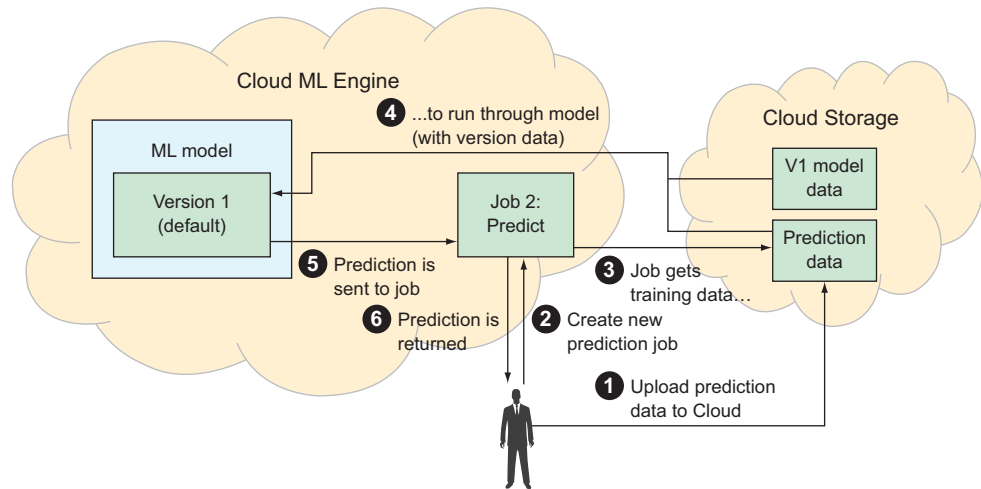 Cloud ML Engine
4 ...to run through model
(with version data)
Cloud Storage
ML model
Version 1
(default)
Job 2:
Predict
V1 model
data
Prediction
data
5 Prediction is
sent to job
3 Job gets
training data…
6 Prediction is
returned
2 Create new
prediction job
1 Upload prediction
data to Cloud